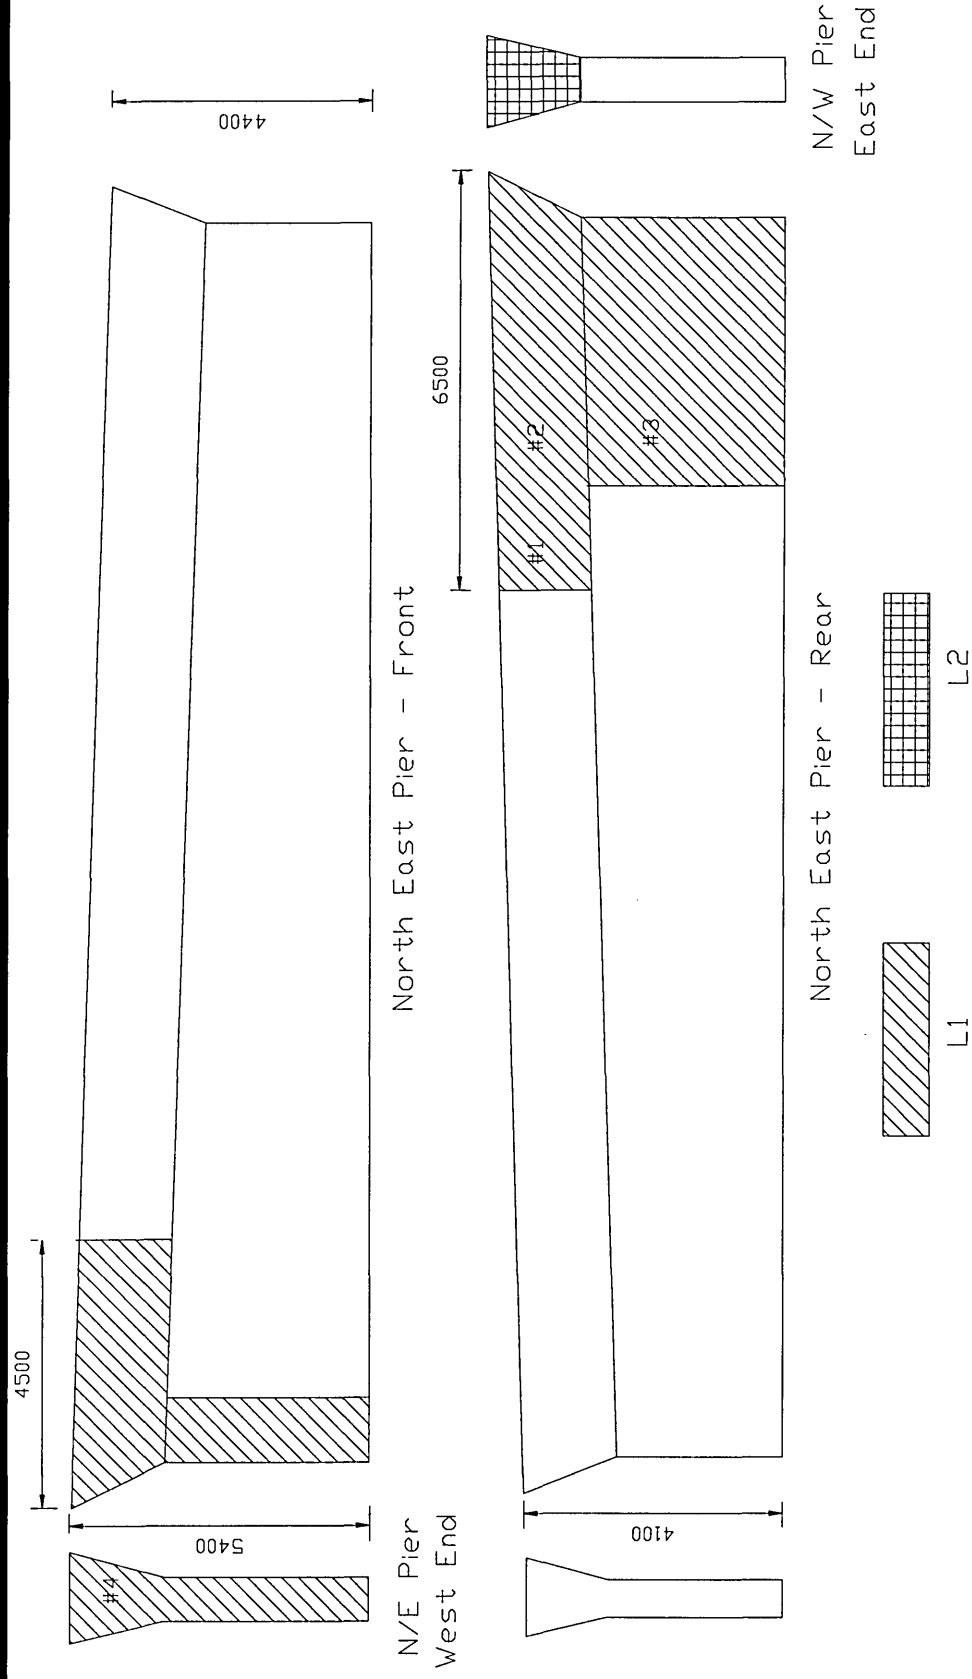 4500
4400
5400
#4
N/E Pier
West End
North East Pier - Front
6500
#1
#2
#3
4100
N/W Pier
East End
North East Pier - Rear
L1
L2